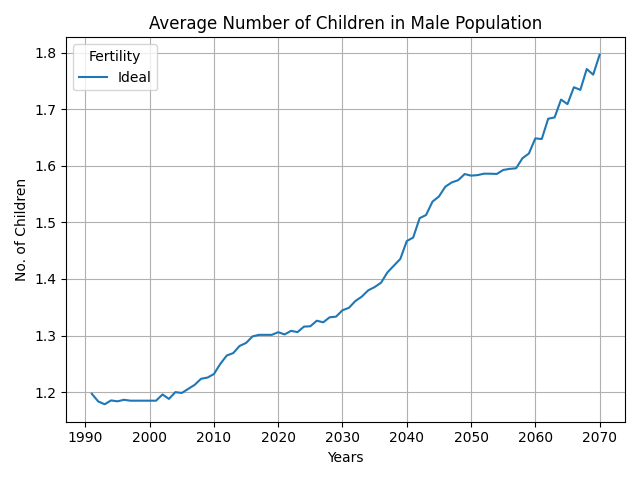 Average Number of Children in Male Population
Fertility
Ideal
No. of Children
1.8
1.7
1.6
1.5
1.4
1.3
1.2
1990 2000 2010 2020 2030 2040 2050 2060 2070
Years